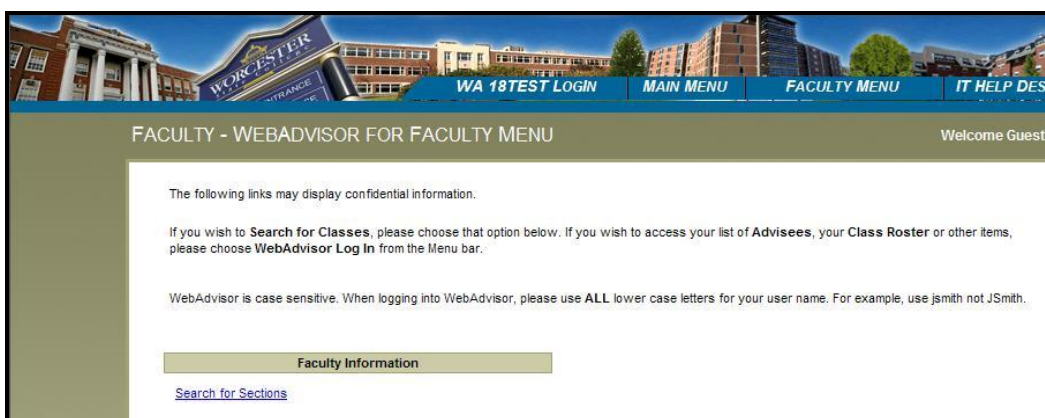 WORCESTER
ENTRANCE
WA 18TEST LOGIN MAIN MENU FACULTY MENU IT HELP DES
FACULTY - WEBADVISOR FOR FACULTY MENU Welcome Guest
The following links may display confidential information.
If you wish to Search for Classes, please choose that option below. If you wish to access your list of Advisees, your Class Roster or other items,
please choose WebAdvisor Log In from the Menu bar.
WebAdvisor is case sensitive. When logging into WebAdvisor, please use ALL lower case letters for your user name. For example, use jsmith not JSmith.
Faculty Information
Search for Sections